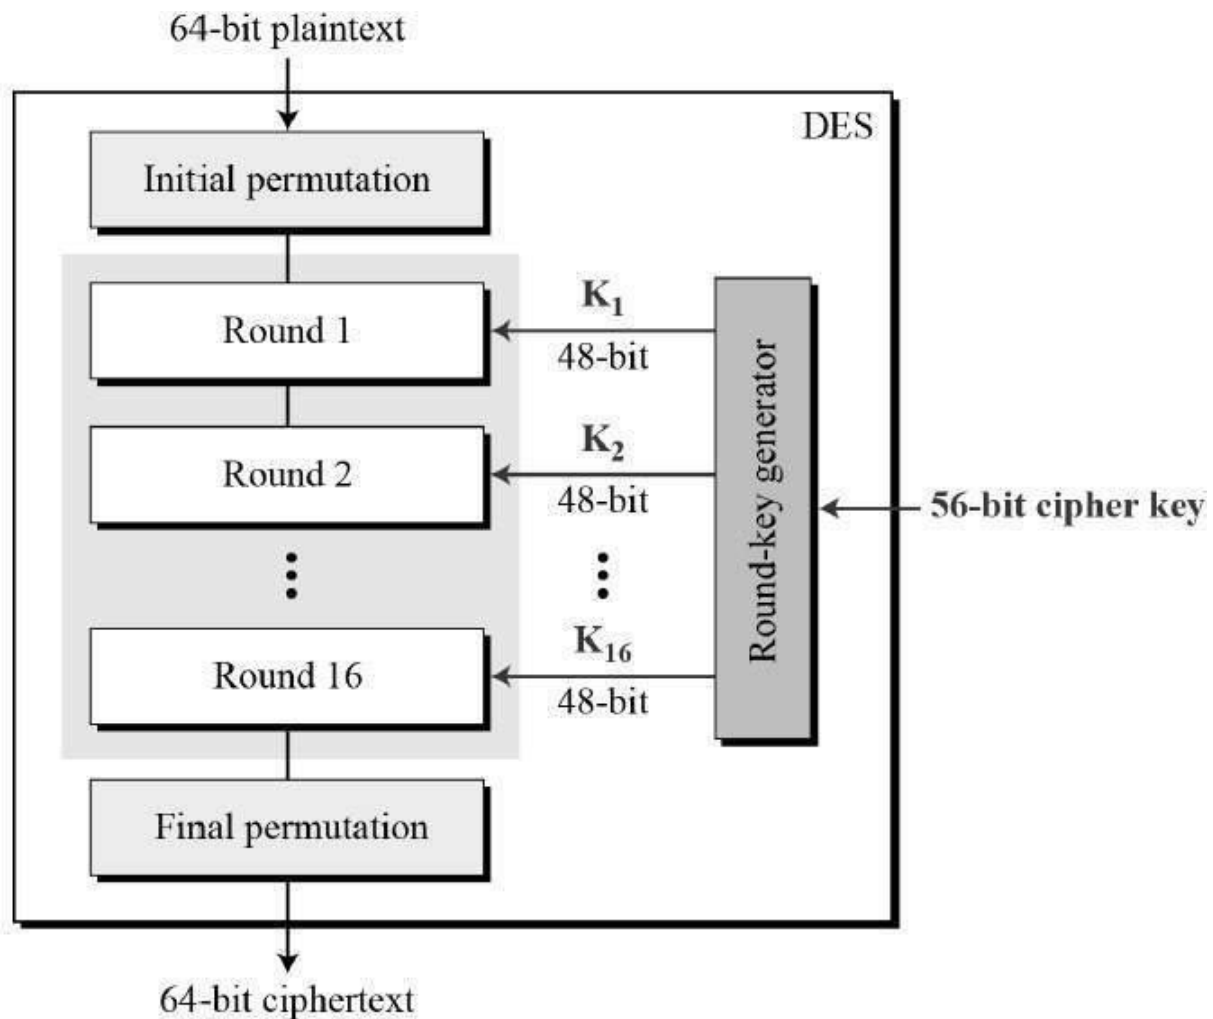 64-bit plaintext
DES
Initial permutation
Round 1
K₁
48-bit
Round 2
K₂
48-bit
Round-key generator
56-bit cipher key
Round 16
K₁₆
48-bit
Final permutation
64-bit ciphertext